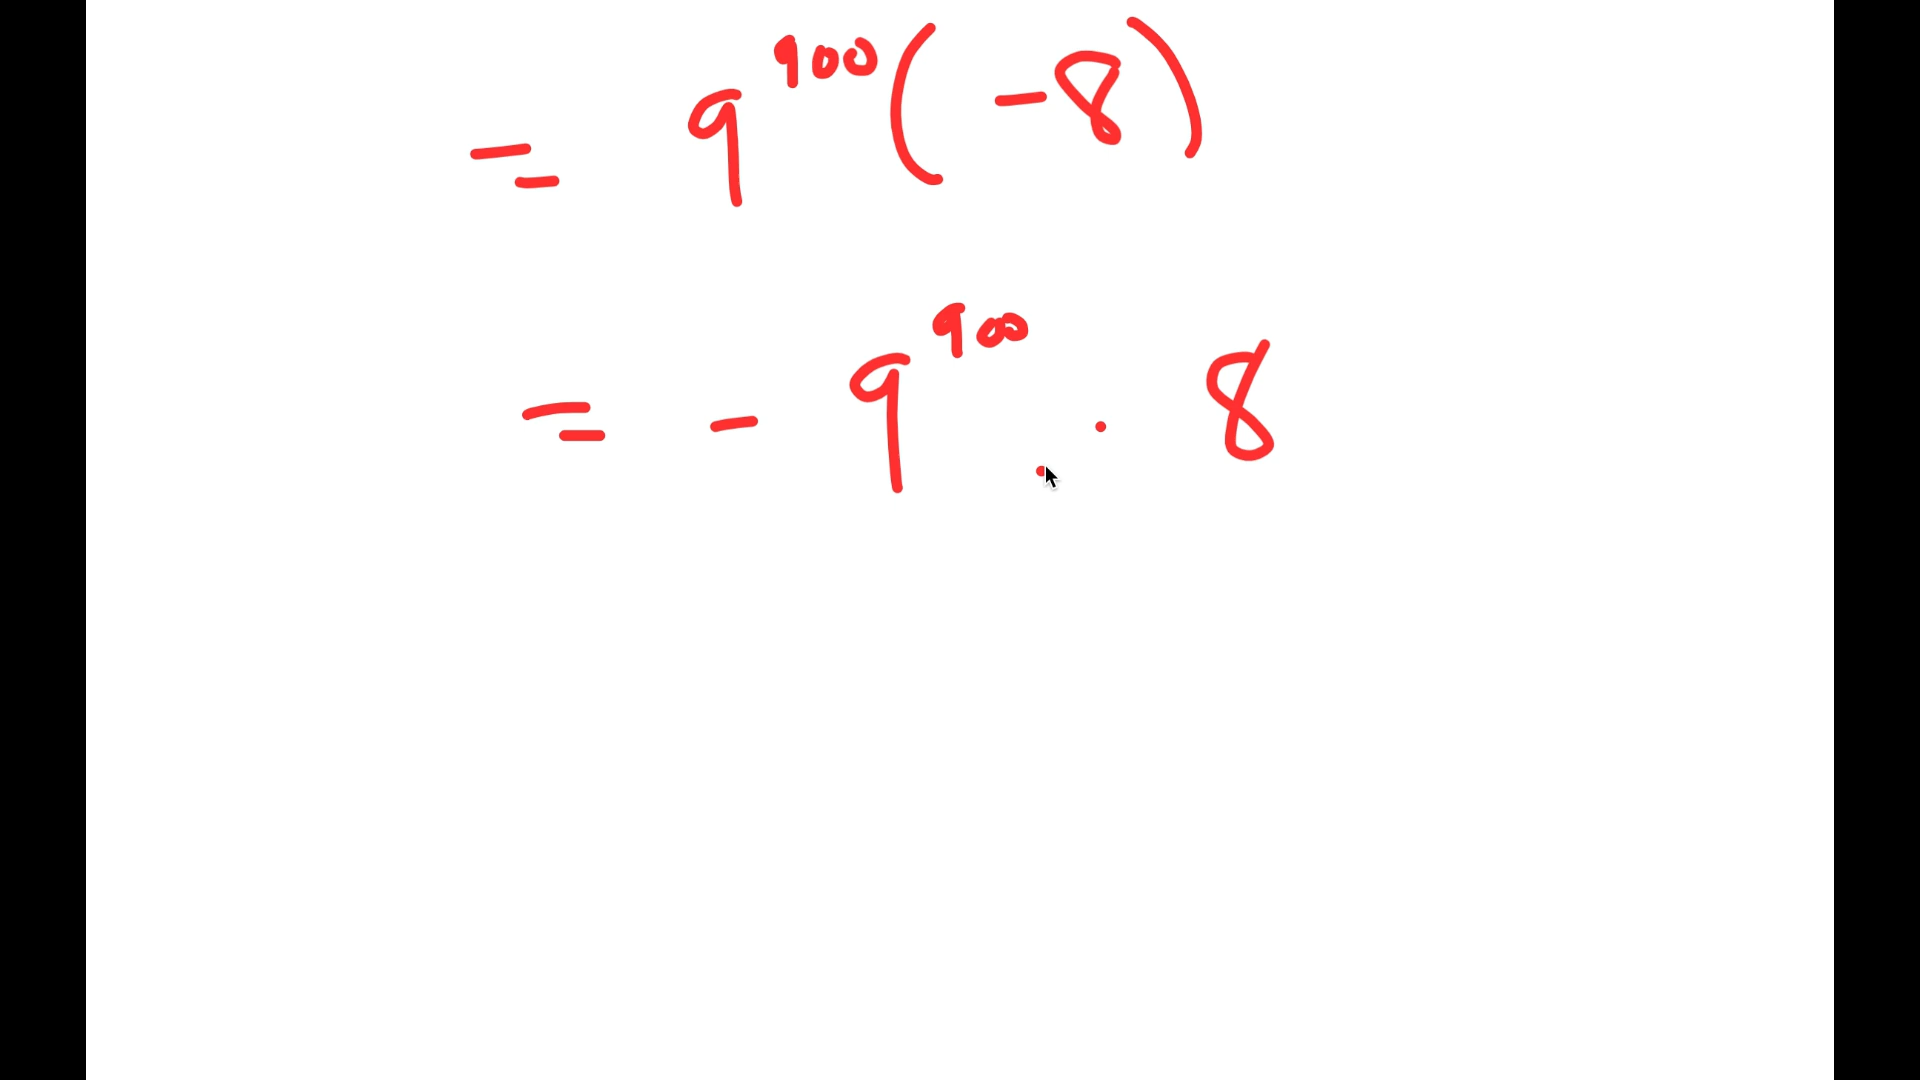 = 9^900 (-8)
= - 9^900 . 8